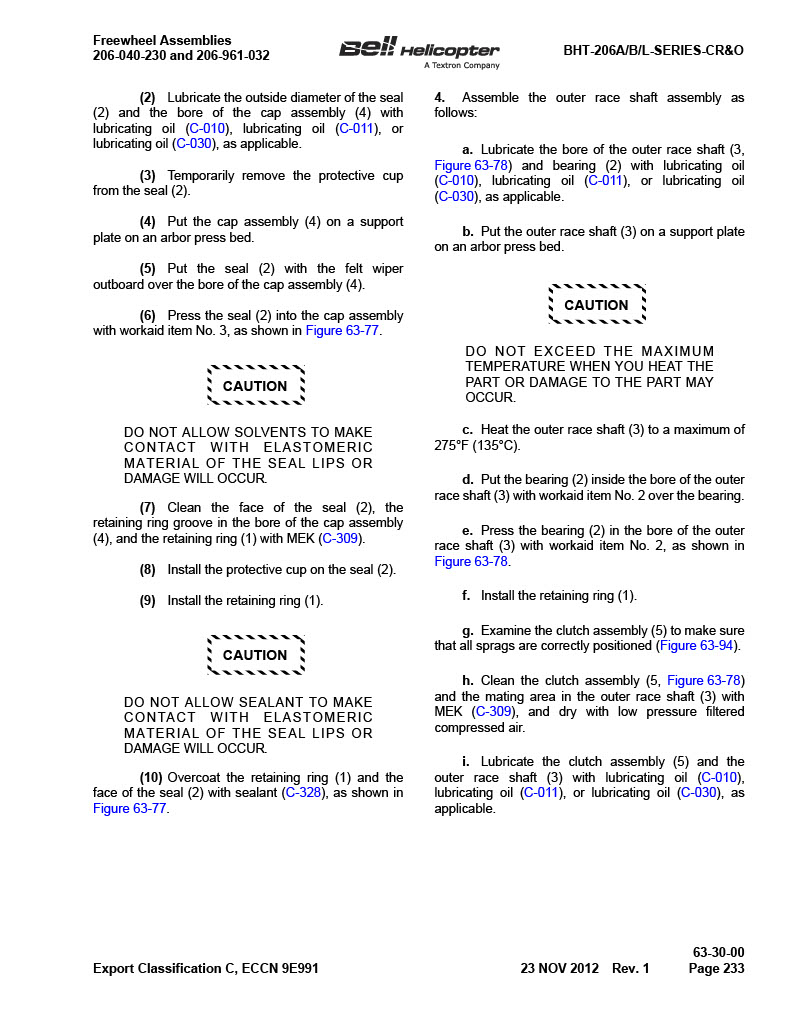 Freewheel Assemblies
206-040-230 and 206-961-032
Bell Helicopter
A Textron Company
BHT-206A/B/L-SERIES-CR&O
(2) Lubricate the outside diameter of the seal
(2) and the bore of the cap assembly (4) with
lubricating oil (C-010), lubricating oil (C-011), or
lubricating oil (C-030), as applicable.
(3) Temporarily remove the protective cup
from the seal (2).
(4) Put the cap assembly (4) on a support
plate on an arbor press bed.
(5) Put the seal (2) with the felt wiper
outboard over the bore of the cap assembly (4).
(6) Press the seal (2) into the cap assembly
with workaid item No. 3, as shown in Figure 63-77.
CAUTION
DO NOT ALLOW SOLVENTS TO MAKE
CONTACT WITH ELASTOMERIC
MATERIAL OF THE SEAL LIPS OR
DAMAGE WILL OCCUR.
(7) Clean the face of the seal (2), the
retaining ring groove in the bore of the cap assembly
(4), and the retaining ring (1) with MEK (C-309).
(8) Install the protective cup on the seal (2).
(9) Install the retaining ring (1).
CAUTION
DO NOT ALLOW SEALANT TO MAKE
CONTACT WITH ELASTOMERIC
MATERIAL OF THE SEAL LIPS OR
DAMAGE WILL OCCUR.
(10) Overcoat the retaining ring (1) and the
face of the seal (2) with sealant (C-328), as shown in
Figure 63-77.
4. Assemble the outer race shaft assembly as
follows:
a. Lubricate the bore of the outer race shaft (3,
Figure 63-78) and bearing (2) with lubricating oil
(C-010), lubricating oil (C-011), or lubricating oil
(C-030), as applicable.
b. Put the outer race shaft (3) on a support plate
on an arbor press bed.
CAUTION
DO NOT EXCEED THE MAXIMUM
TEMPERATURE WHEN YOU HEAT THE
PART OR DAMAGE TO THE PART MAY
OCCUR.
c. Heat the outer race shaft (3) to a maximum of
275°F (135°C).
d. Put the bearing (2) inside the bore of the outer
race shaft (3) with workaid item No. 2 over the bearing.
e. Press the bearing (2) in the bore of the outer
race shaft (3) with workaid item No. 2, as shown in
Figure 63-78.
f. Install the retaining ring (1).
g. Examine the clutch assembly (5) to make sure
that all sprags are correctly positioned (Figure 63-94).
h. Clean the clutch assembly (5, Figure 63-78)
and the mating area in the outer race shaft (3) with
MEK (C-309), and dry with low pressure filtered
compressed air.
i. Lubricate the clutch assembly (5) and the
outer race shaft (3) with lubricating oil (C-010),
lubricating oil (C-011), or lubricating oil (C-030), as
applicable.
63-30-00
Export Classification C, ECCN 9E991
23 NOV 2012 Rev. 1 Page 233